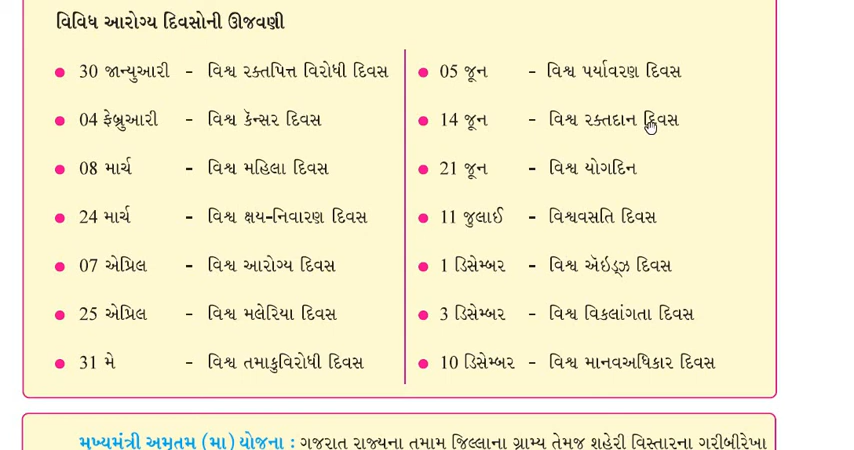 વિવિધ આરોગ્ય દિવસોની ઊજવણી
30 જાન્યુઆરી - વિશ્વ રક્તપિત્ત વિરોધી દિવસ
04 ફેબ્રુઆરી - વિશ્વ કૅન્સર દિવસ
08 માર્ચ - વિશ્વ મહિલા દિવસ
24 માર્ચ - વિશ્વ ક્ષય-નિવારણ દિવસ
07 એપ્રિલ - વિશ્વ આરોગ્ય દિવસ
25 એપ્રિલ - વિશ્વ મલેરિયા દિવસ
31 મે - વિશ્વ તમાકુવિરોધી દિવસ
05 જૂન - વિશ્વ પર્યાવરણ દિવસ
14 જૂન - વિશ્વ રક્તદાન દિવસ
21 જૂન - વિશ્વ યોગદિન
11 જુલાઈ - વિશ્વવસતિ દિવસ
1 ડિસેમ્બર - વિશ્વ ઍઇડ્ઝ દિવસ
3 ડિસેમ્બર - વિશ્વ વિકલાંગતા દિવસ
10 ડિસેમ્બર - વિશ્વ માનવઅધિકાર દિવસ
મુખ્યમંત્રી અમૃતમ (મા) યોજના : ગુજરાત રાજ્યના તમામ જિલ્લાના ગ્રામ્ય તેમજ શહેરી વિસ્તારના ગરીબીરેખા